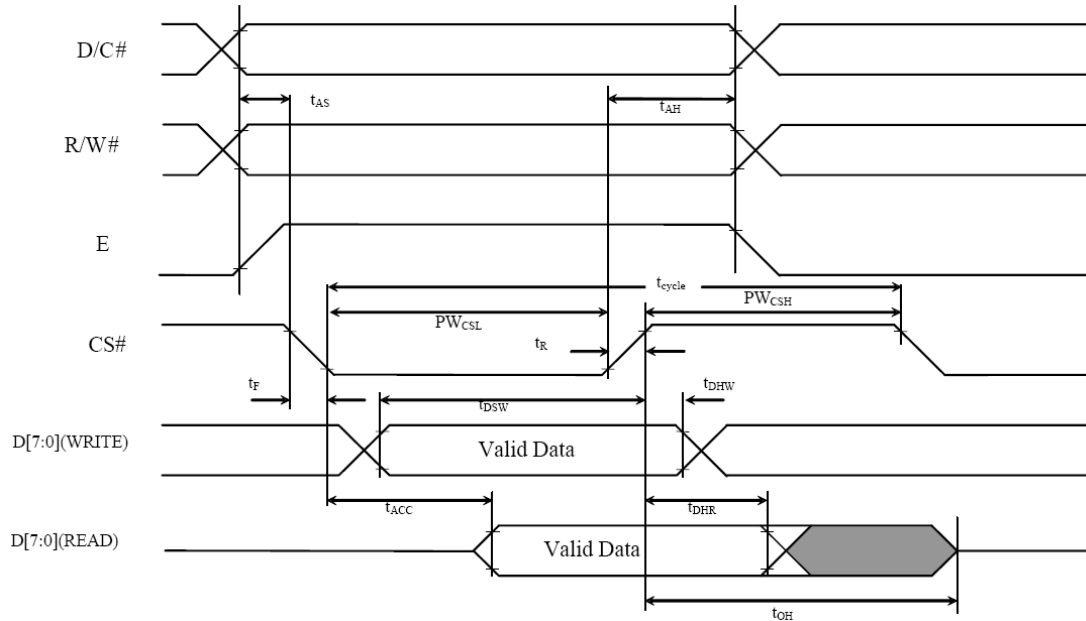 D/C#
tAS
tAH
R/W#
E
tcycle
PWCSL
PWCSH
CS#
tR
tF
tDSW
tDHW
D[7:0](WRITE)
Valid Data
tACC
tDHR
D[7:0](READ)
Valid Data
tOH